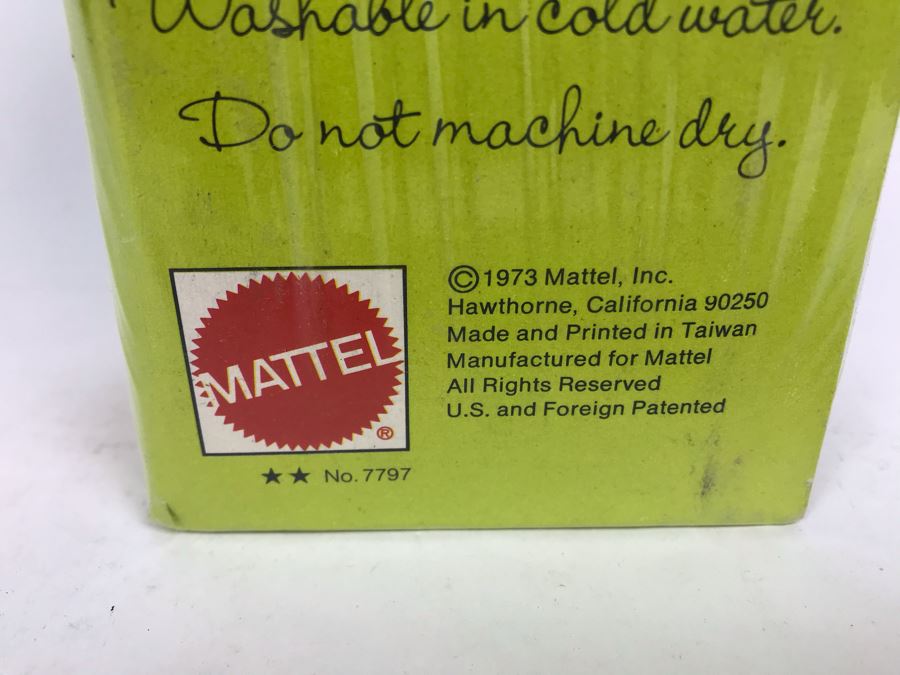 Washable in cold water.
Do not machine dry.
MATTEL
®
★★ No. 7797
©1973 Mattel, Inc.
Hawthorne, California 90250
Made and Printed in Taiwan
Manufactured for Mattel
All Rights Reserved
U.S. and Foreign Patented